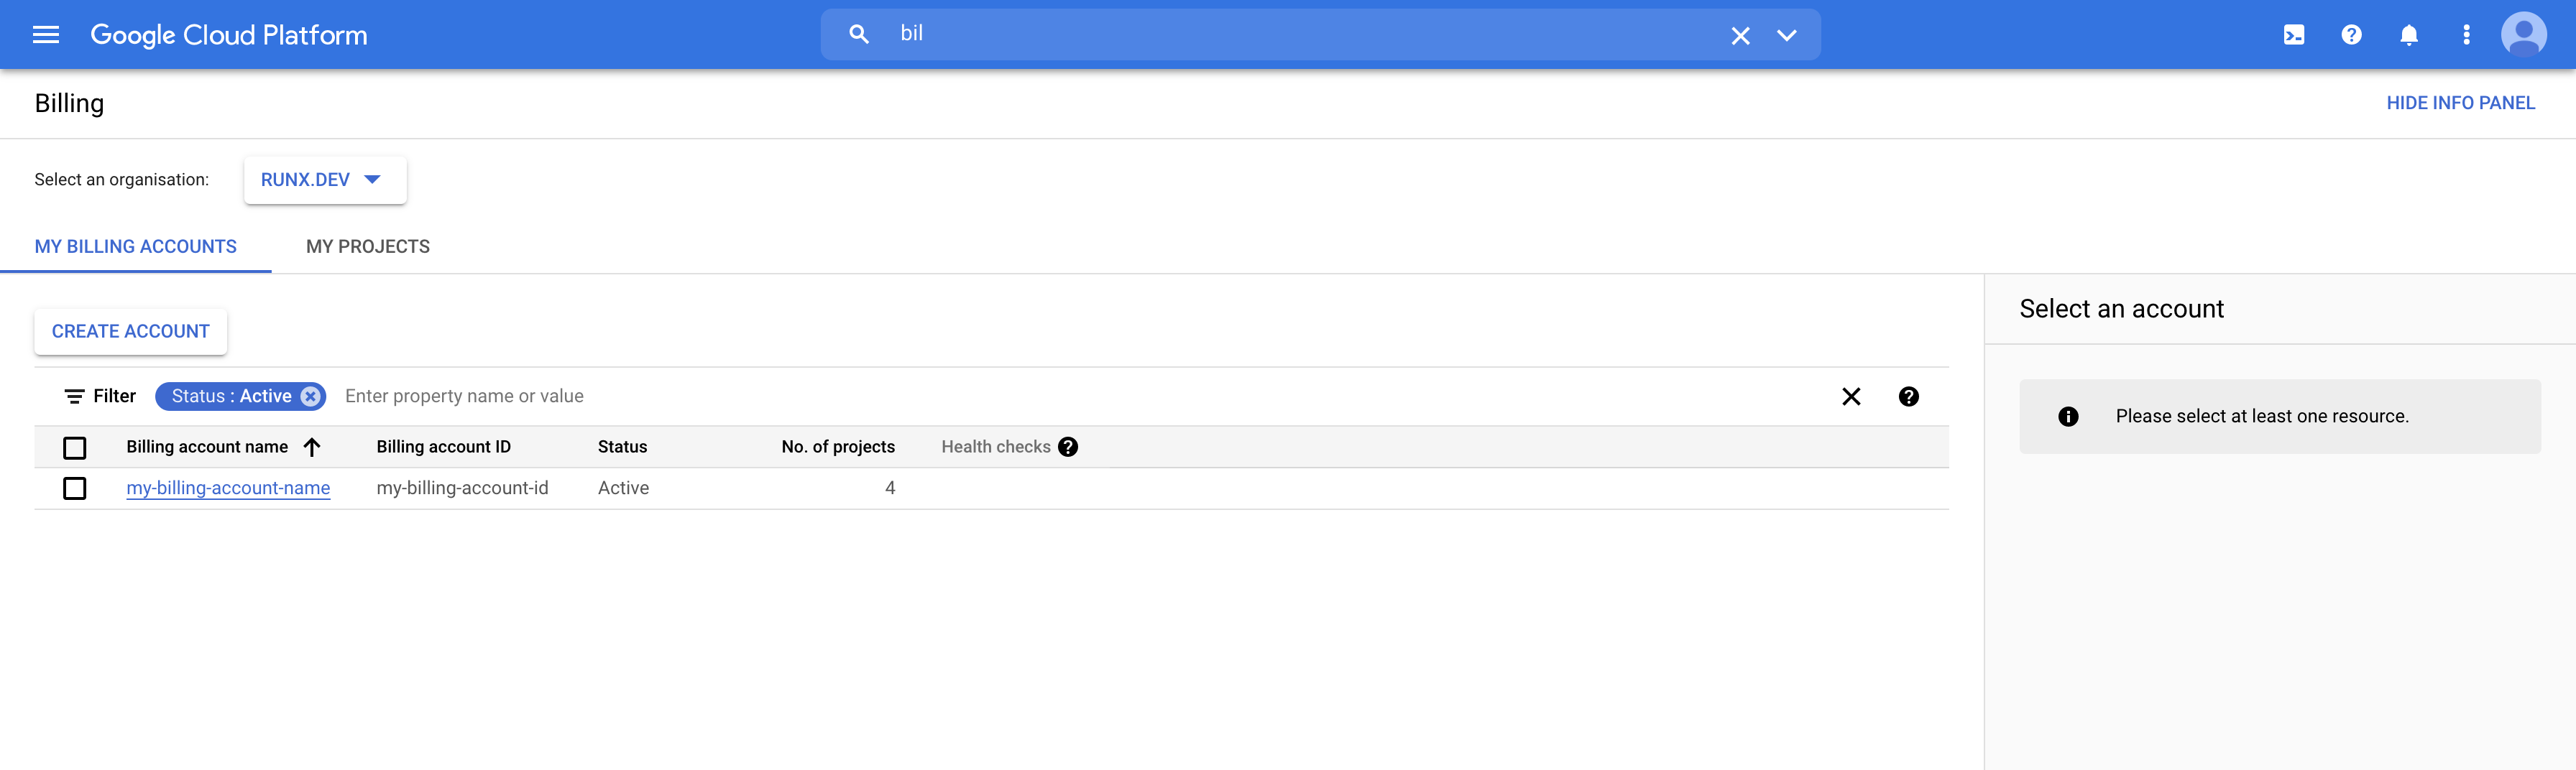 Google Cloud Platform
bil
Billing
HIDE INFO PANEL
Select an organisation:
RUNX.DEV
MY BILLING ACCOUNTS
MY PROJECTS
Select an account
CREATE ACCOUNT
Filter
Status : Active
Enter property name or value
Please select at least one resource.
Billing account name
Billing account ID
Status
No. of projects
Health checks
my-billing-account-name
my-billing-account-id
Active
4